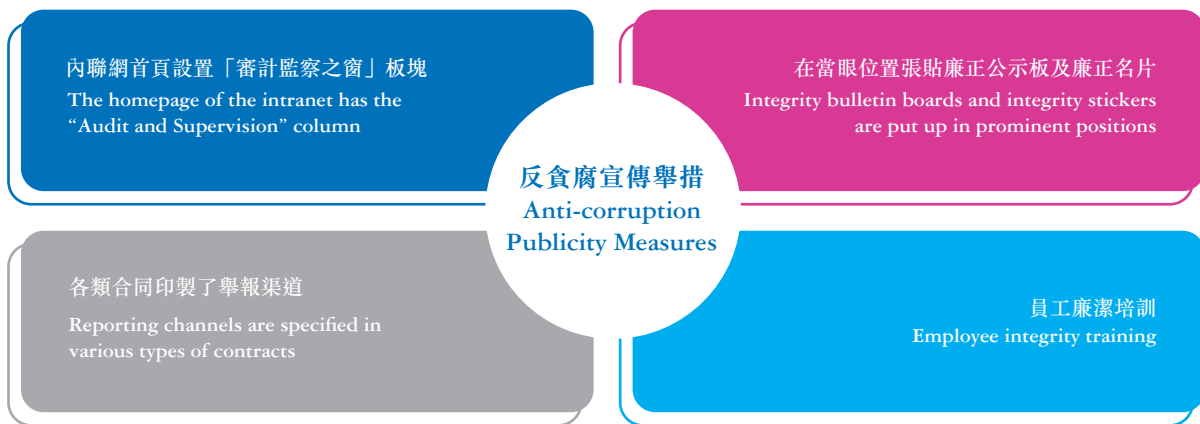 內聯網首頁設置「審計監察之窗」板塊
The homepage of the intranet has the
“Audit and Supervision” column
在當眼位置張貼廉正公示板及廉正名片
Integrity bulletin boards and integrity stickers
are put up in prominent positions
反貪腐宣傳舉措
Anti-corruption
Publicity Measures
各類合同印製了舉報渠道
Reporting channels are specified in
various types of contracts
員工廉潔培訓
Employee integrity training